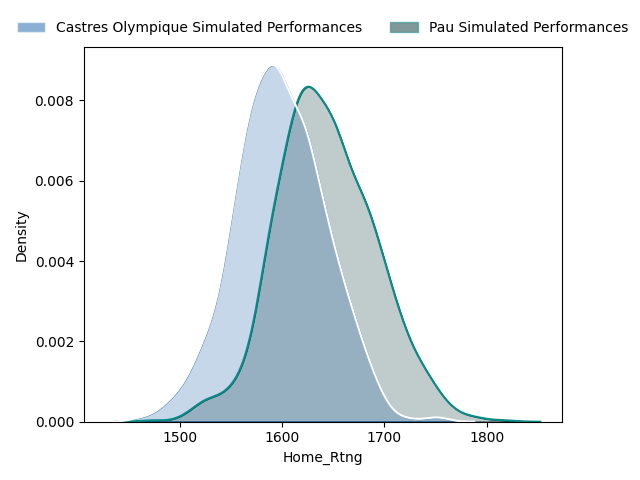 Castres Olympique Simulated Performances
Pau Simulated Performances
Density
0.008
0.006
0.004
0.002
0.000
1500
1600
1700
1800
Home_Rtng